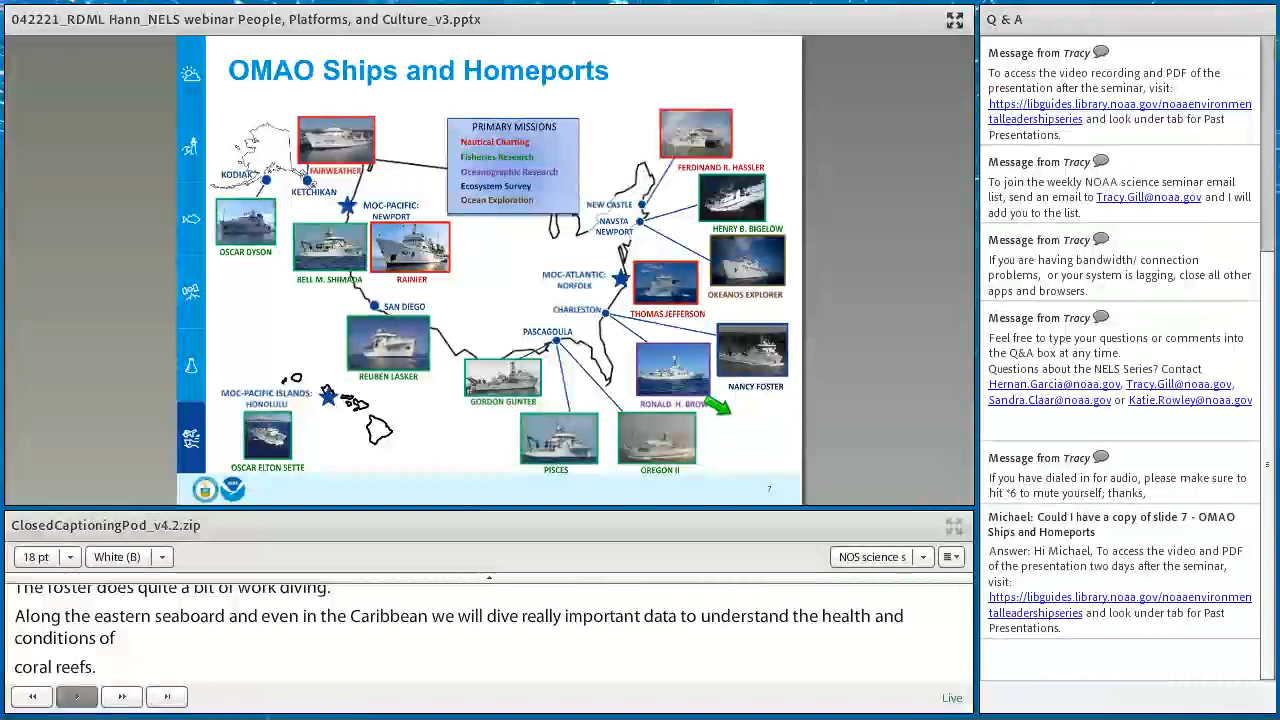 042221_RDML Hann_NELS webinar People, Platforms, and Culture_v3.pptx
OMAO Ships and Homeports
PRIMARY MISSIONS
Nautical Charting
Fisheries Research
Oceanographic Research
Ecosystem Survey
Ocean Exploration
KODIAK
FAIRWEATHER
KETCHIKAN
MOC-PACIFIC:
NEWPORT
OSCAR DYSON
BELL M. SHIMADA
RAINIER
SAN DIEGO
REUBEN LASKER
MOC-PACIFIC ISLANDS:
HONOLULU
OSCAR ELTON SETTE
FERDINAND R. HASSLER
NEW CASTLE
NAVSTA
NEWPORT
HENRY B. BIGELOW
OKEANOS EXPLORER
MOC-ATLANTIC:
NORFOLK
THOMAS JEFFERSON
CHARLESTON
PASCAGOULA
NANCY FOSTER
GORDON GUNTER
RONALD H. BROW
PISCES
OREGON II
7
ClosedCaptioningPod_v4.2.zip
18 pt
White (B)
NOS science s
The roster does quite a bit of work diving.
Along the eastern seaboard and even in the Caribbean we will dive really important data to understand the health and
conditions of
coral reefs.
Live
Q & A
Message from Tracy
To access the video recording and PDF of the
presentation after the seminar, visit:
https://libguides.library.noaa.gov/noaaenvironmen
talleadershipseries and look under tab for Past
Presentations.
Message from Tracy
To join the weekly NOAA science seminar email
list, send an email to Tracy.Gill@noaa.gov and I will
add you to the list.
Message from Tracy
If you are having bandwidth/ connection
problems, or your system is lagging, close all other
apps and browsers.
Message from Tracy
Feel free to type your questions or comments into
the Q&A box at any time.
Questions about the NELS Series? Contact
Hernan.Garcia@noaa.gov, Tracy.Gill@noaa.gov,
Sandra.Claar@noaa.gov or Katie.Rowley@noaa.gov
Message from Tracy
If you have dialed in for audio, please make sure to
hit *6 to mute yourself; thanks,
Michael: Could I have a copy of slide 7 - OMAO
Ships and Homeports
Answer: Hi Michael, To access the video and PDF
of the presentation two days after the seminar,
visit:
https://libguides.library.noaa.gov/noaaenvironmen
talleadershipseries and look under tab for Past
Presentations.